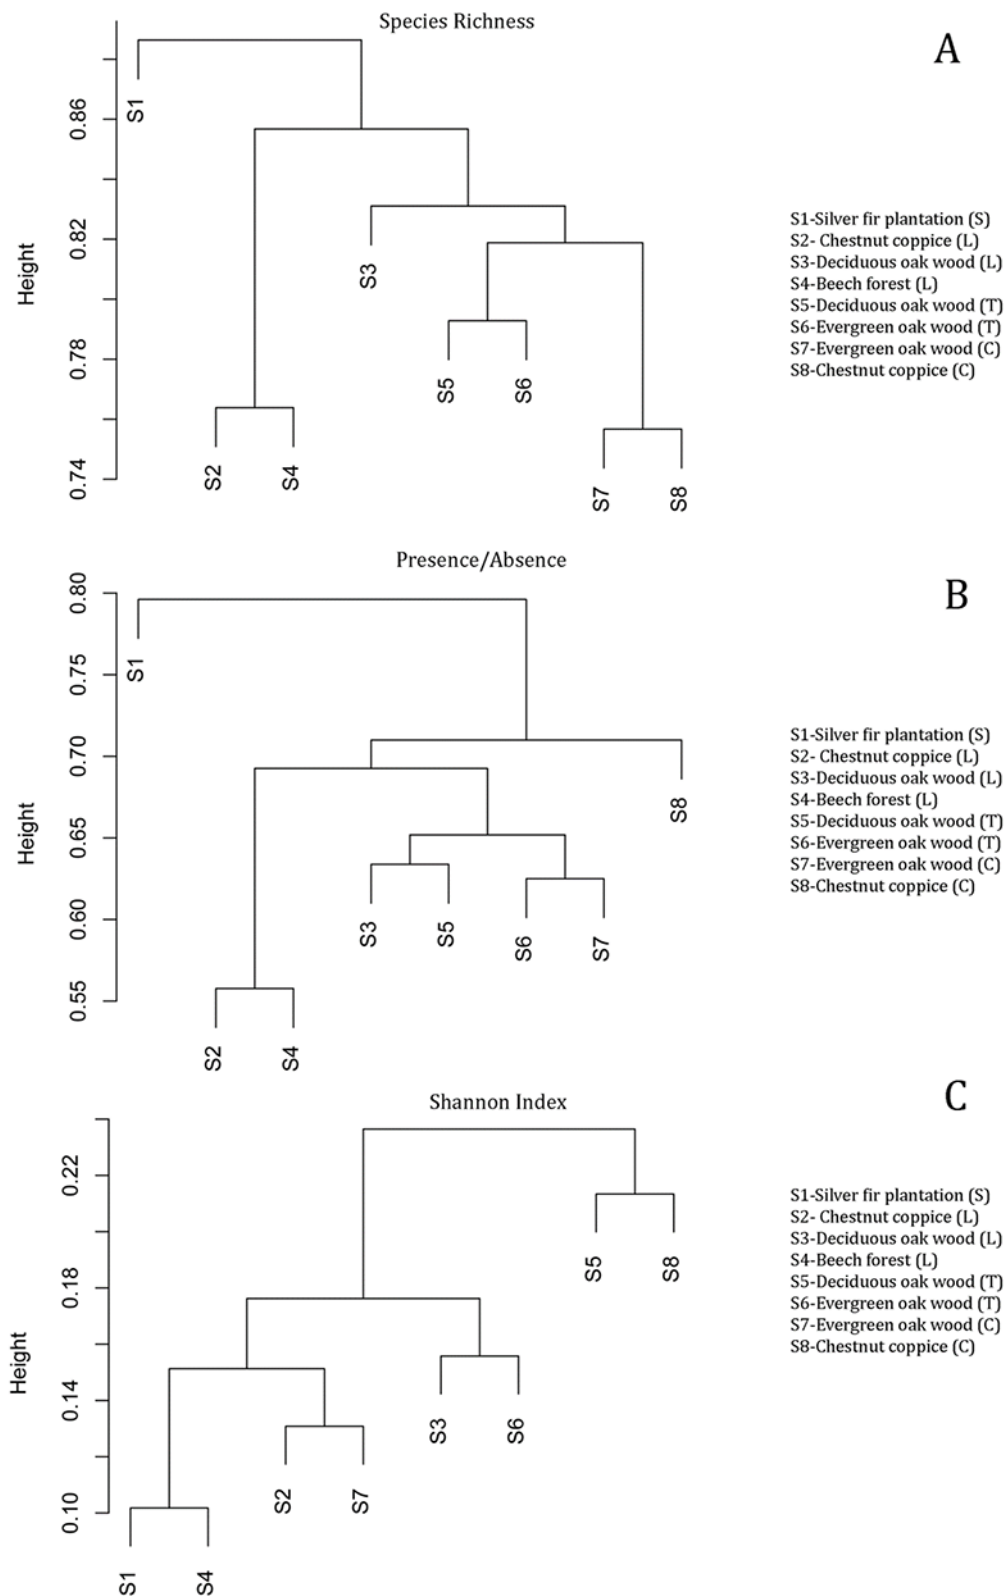 Species Richness
A
Height
0.86
0.82
0.78
0.74
S1
S3
S5
S6
S2
S4
S7
S8
S1-Silver fir plantation (S)
S2- Chestnut coppice (L)
S3-Deciduous oak wood (L)
S4-Beech forest (L)
S5-Deciduous oak wood (T)
S6-Evergreen oak wood (T)
S7-Evergreen oak wood (C)
S8-Chestnut coppice (C)
Presence/Absence
B
Height
0.80
0.75
0.70
0.65
0.60
0.55
S1
S8
S3
S5
S6
S7
S2
S4
S1-Silver fir plantation (S)
S2- Chestnut coppice (L)
S3-Deciduous oak wood (L)
S4-Beech forest (L)
S5-Deciduous oak wood (T)
S6-Evergreen oak wood (T)
S7-Evergreen oak wood (C)
S8-Chestnut coppice (C)
Shannon Index
C
Height
0.22
0.18
0.14
0.10
S5
S8
S3
S6
S2
S7
S1
S4
S1-Silver fir plantation (S)
S2- Chestnut coppice (L)
S3-Deciduous oak wood (L)
S4-Beech forest (L)
S5-Deciduous oak wood (T)
S6-Evergreen oak wood (T)
S7-Evergreen oak wood (C)
S8-Chestnut coppice (C)